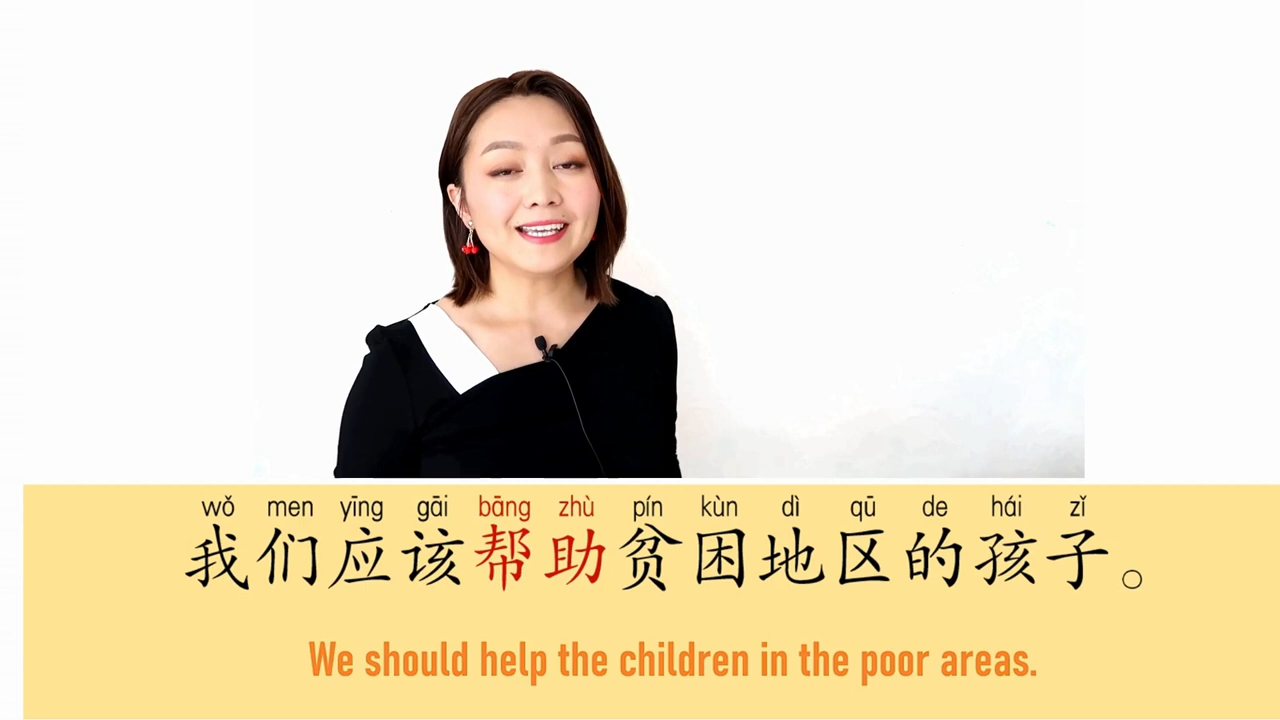 wǒ men yīng gāi bāng zhù pín kùn dì qū de hái zǐ
我们应该帮助贫困地区的孩子。
We should help the children in the poor areas.